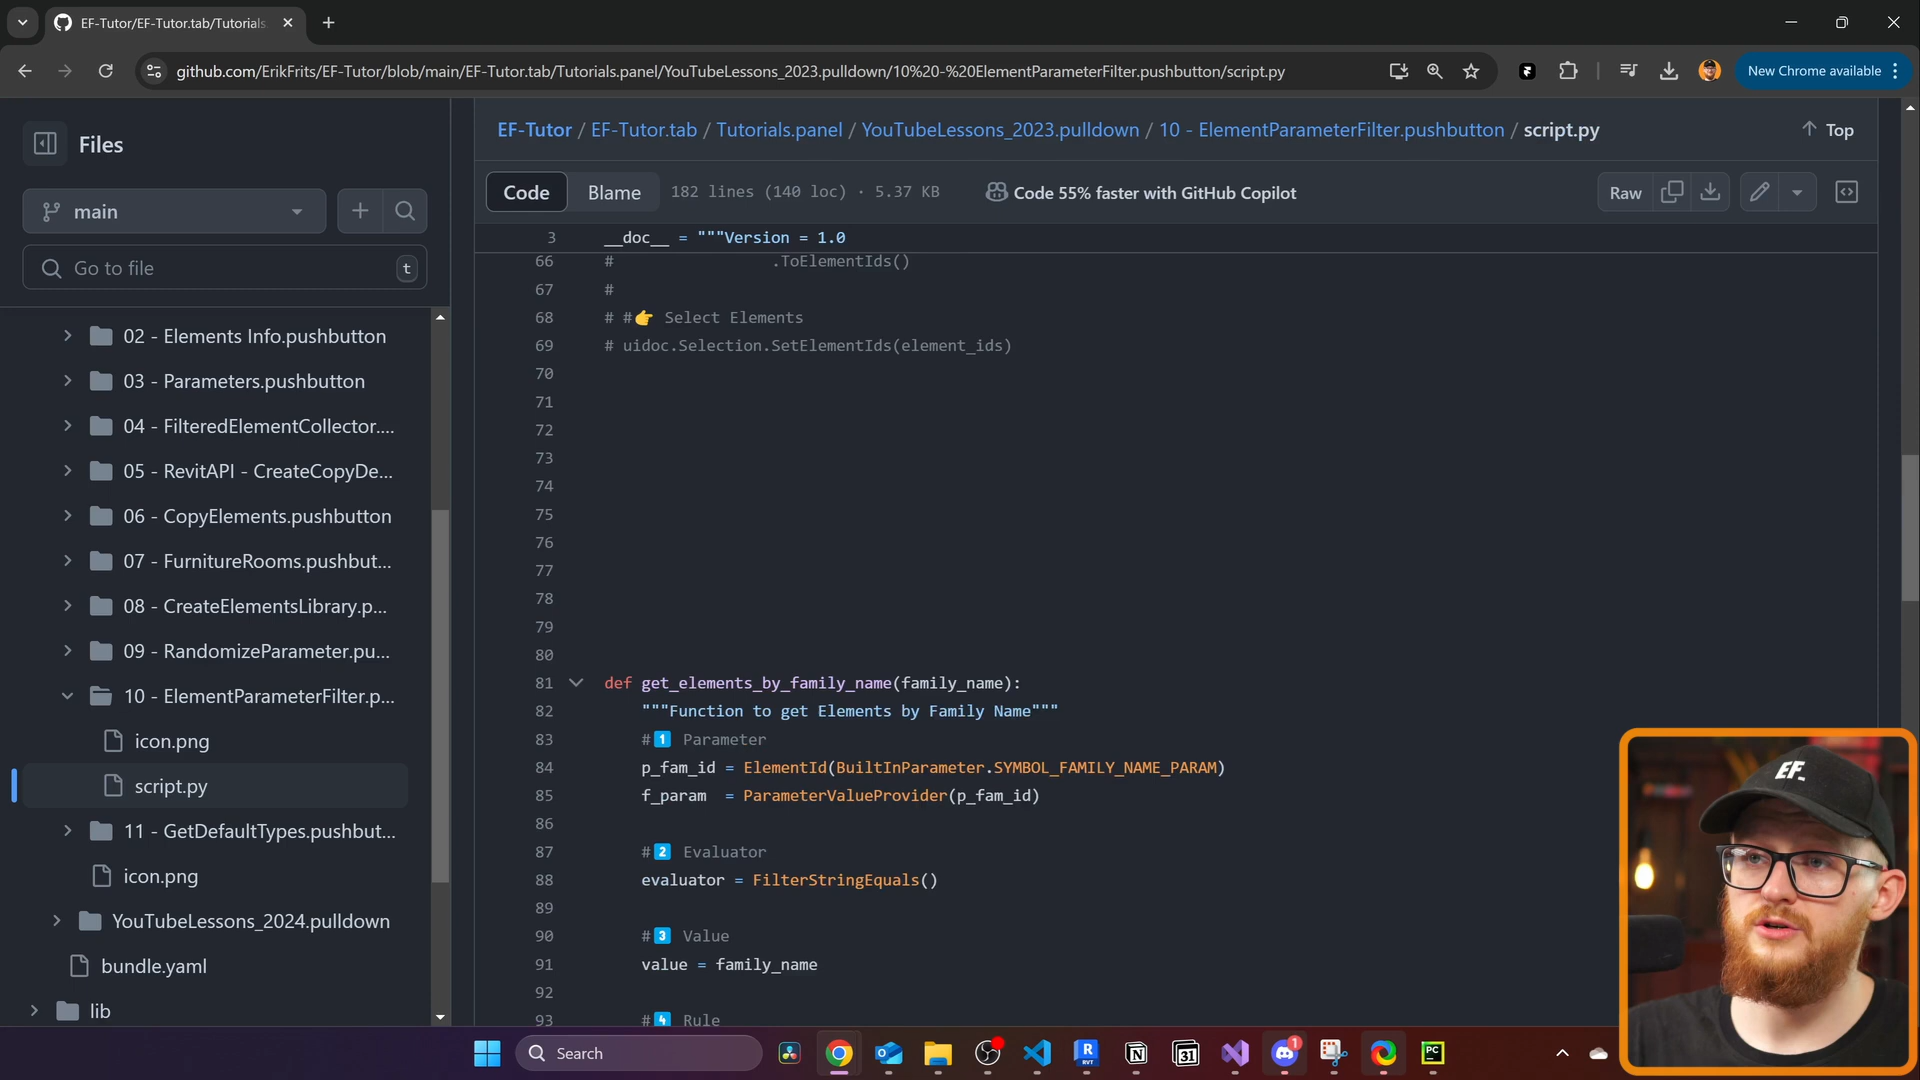 EF-Tutor/EF-Tutor.tab/Tutorials
github.com/ErikFrits/EF-Tutor/blob/main/EF-Tutor.tab/Tutorials.panel/YouTubeLessons_2023.pulldown/10%20-%20ElementParameterFilter.pushbutton/script.py
New Chrome available
Files
main
Go to file
t
02 - Elements Info.pushbutton
03 - Parameters.pushbutton
04 - FilteredElementCollector....
05 - RevitAPI - CreateCopyDe...
06 - CopyElements.pushbutton
07 - FurnitureRooms.pushbut...
08 - CreateElementsLibrary.p...
09 - RandomizeParameter.pu...
10 - ElementParameterFilter.p...
icon.png
script.py
11 - GetDefaultTypes.pushbut...
icon.png
YouTubeLessons_2024.pulldown
bundle.yaml
lib
EF-Tutor / EF-Tutor.tab / Tutorials.panel / YouTubeLessons_2023.pulldown / 10 - ElementParameterFilter.pushbutton / script.py
Top
Code
Blame
182 lines (140 loc) · 5.37 KB
Code 55% faster with GitHub Copilot
Raw
3 __doc__ = """Version = 1.0
66 # .ToElementIds()
67 #
68 # #👉 Select Elements
69 # uidoc.Selection.SetElementIds(element_ids)
70
71
72
73
74
75
76
77
78
79
80
81 def get_elements_by_family_name(family_name):
82 """Function to get Elements by Family Name"""
83 #1️⃣ Parameter
84 p_fam_id = ElementId(BuiltInParameter.SYMBOL_FAMILY_NAME_PARAM)
85 f_param = ParameterValueProvider(p_fam_id)
86
87 #2️⃣ Evaluator
88 evaluator = FilterStringEquals()
89
90 #3️⃣ Value
91 value = family_name
92
93 #4️⃣ Rule
EF_
Search
R
RVT
N
31
1
PC